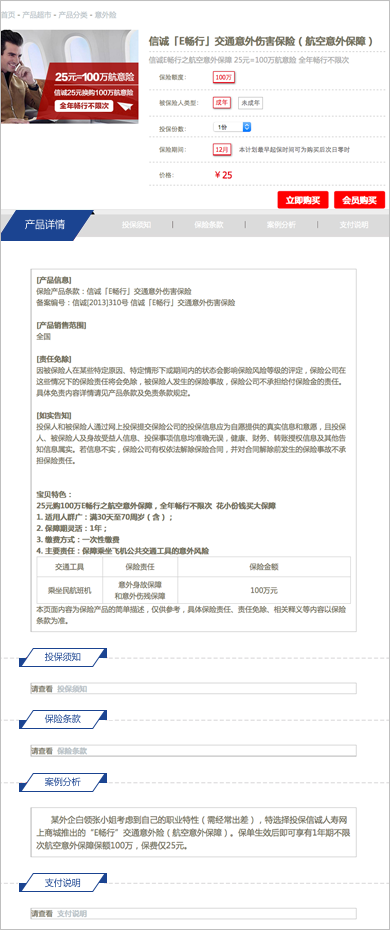 首页 - 产品超市 - 产品分类 - 意外险
信诚「E畅行」交通意外伤害保险（航空意外保障）
信诚E畅行之航空意外保障 25元=100万航意险 全年畅行不限次
25元=100万航意险
信诚25元换购100万航意险
全年畅行不限次
保险额度： 100万
被保险人类型： 成年 未成年
投保份数： 1份
保险期间： 12月 本计划最早起保时间可为购买后次日零时
价格： ¥ 25
立即购买 会员购买
产品详情 投保须知 保险条款 案例分析 支付说明
[产品信息]
保险产品条款：信诚「E畅行」交通意外伤害保险
备案编号：信诚[2013]310号 信诚「E畅行」交通意外伤害保险
[产品销售范围]
全国
[责任免除]
因被保险人在某些特定原因、特定情形下或期间内的状态会影响保险风险等级的评定，保险公司在
这些情况下的保险责任将会免除，被保险人发生的保险事故，保险公司不承担给付保险金的责任。
具体免责内容详情请见产品条款及免责条款规定。
[如实告知]
投保人和被保险人通过网上投保提交保险公司的投保信息应为自愿提供的真实信息和意愿，且投保
人、被保险人及身故受益人信息、投保事项信息均准确无误，健康、财务、转账授权信息及其他告
知信息属实。若信息不实，保险公司有权依法解除保险合同，并对合同解除前发生的保险事故不承
担保险责任。
宝贝特色：
25元购100万E畅行之航空意外保障，全年畅行不限次 花小份钱买大保障
1. 适用人群广：满30天至70周岁（含）；
2. 保障期灵活：1年；
3. 缴费方式：一次性缴费
4. 主要责任：保障乘坐飞机公共交通工具的意外风险
交通工具 保险责任 保险金额
乘坐民航班机 意外身故保障 100万元
和意外伤残保障
本页面内容为保险产品的简单描述，仅供参考，具体保险责任、责任免除、相关释义等内容以保险
条款为准。
投保须知
请查看 投保须知
保险条款
请查看 保险条款
案例分析
某外企白领张小姐考虑到自己的职业特性（需经常出差），特选择投保信诚人寿网
上商城推出的“E畅行”交通意外险（航空意外保障）。保单生效后即可享有1年期不限
次航空意外保障保额100万，保费仅25元。
支付说明
请查看 支付说明